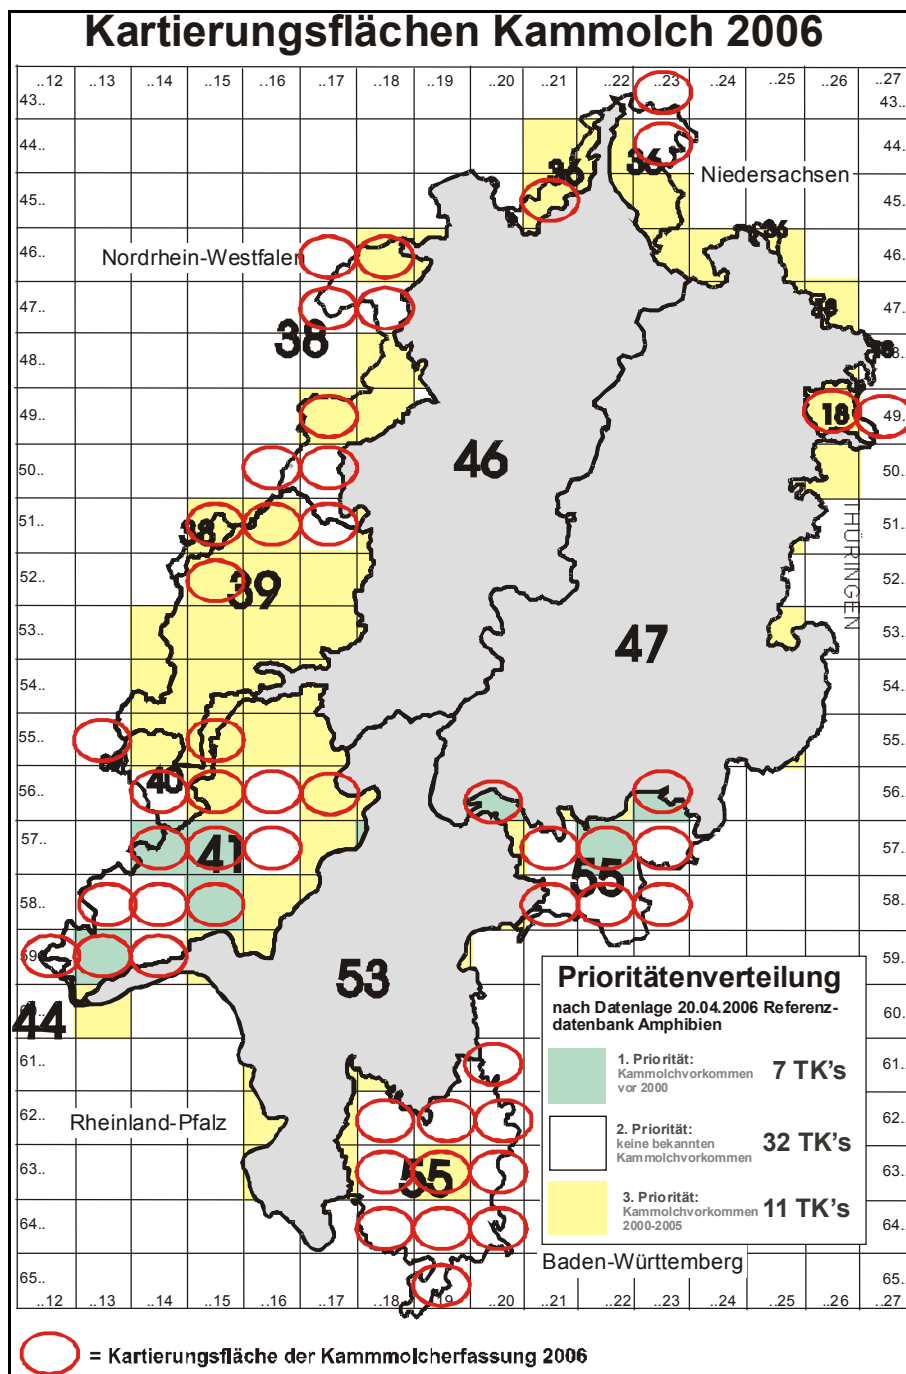 Kartierungsflächen Kammolch 2006
..12 ..13 ..14 ..15 ..16 ..17 ..18 ..19 ..20 ..21 ..22 ..23 ..24 ..25 ..26 ..27
43.. 43..
44.. 36 36 44..
Niedersachsen
45.. 45..
36
Nordrhein-Westfalen
46.. 46..
47.. 47..
38
48..
49.. 18 49..
50.. 46 50..
51.. 38 51..
THÜRINGEN
52.. 39 52..
53.. 47 53..
54.. 54..
55.. 55..
56.. 40 56..
57.. 41 57..
55
58.. 58..
59.. 59..
53
44
60..
61.. 61..
Rheinland-Pfalz
62.. 62..
63.. 55 63..
64.. 64..
65.. 65..
Prioritätenverteilung
nach Datenlage 20.04.2006 Referenz-
datenbank Amphibien
1. Priorität:
Kammolchvorkommen
vor 2000
7 TK's
2. Priorität:
keine bekannten
Kammolchvorkommen
32 TK's
3. Priorität:
Kammolchvorkommen
2000-2005
11 TK's
Baden-Württemberg
..12 ..13 ..14 ..15 ..16 ..17 ..18 ..20 ..21 ..22 ..23 ..24 ..25 ..26 ..27
= Kartierungsfläche der Kammmolcherfassung 2006